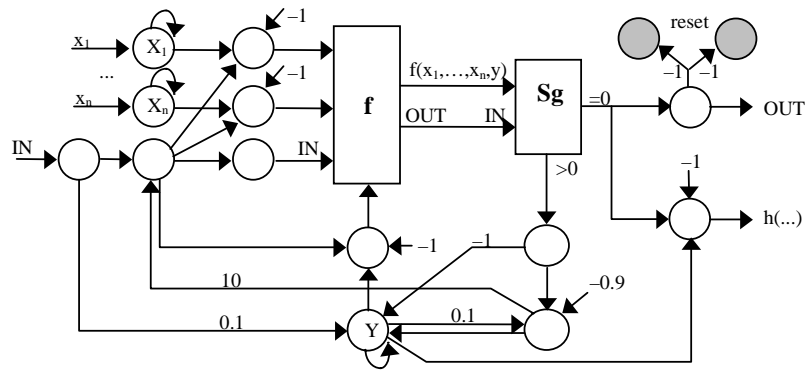 –1
reset
x1
X1
...
–1
f(x1,…,xn,y)
Sg
–1
–1
xn
Xn
f
=0
OUT
OUT
IN
IN
IN
>0
–1
h(...)
–1
–1
10
–0.9
0.1
Y
0.1